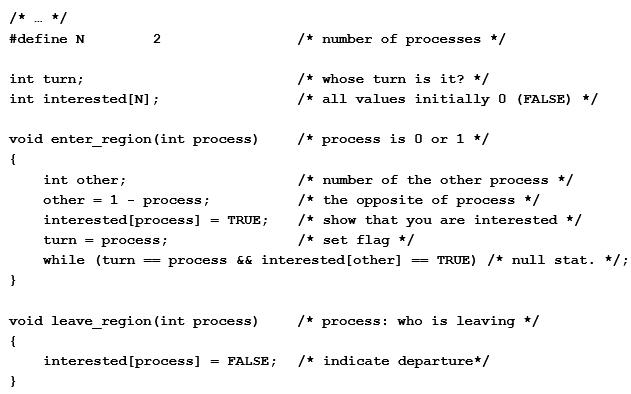 /* … */
#define N        2                /* number of processes */
int turn;                         /* whose turn is it? */
int interested[N];                /* all values initially 0 (FALSE) */
void enter_region(int process)    /* process is 0 or 1 */
{
    int other;                    /* number of the other process */
    other = 1 - process;          /* the opposite of process */
    interested[process] = TRUE;   /* show that you are interested */
    turn = process;               /* set flag */
    while (turn == process && interested[other] == TRUE) /* null stat. */;
}
void leave_region(int process)    /* process: who is leaving */
{
    interested[process] = FALSE;  /* indicate departure*/
}